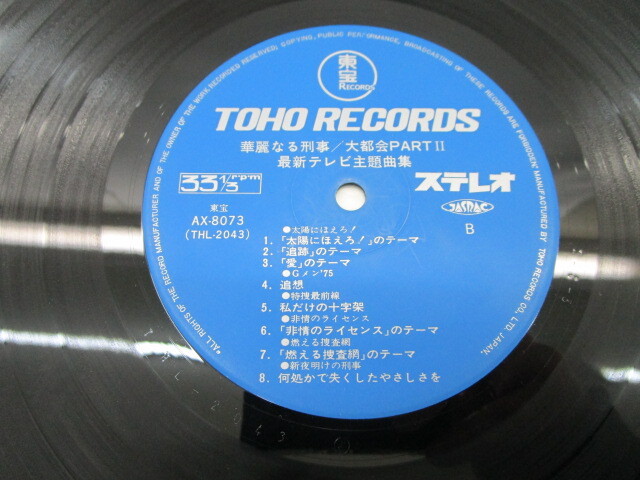 東宝
RECORDS
TOHO RECORDS
華麗なる刑事/大都会PART II
最新テレビ主題曲集
33 1/3 rpm
ステレオ
東宝
AX-8073
(THL-2043)
JASRAC
B
●太陽にほえろ!
1. 「太陽にほえろ!」のテーマ
2. 「追跡」のテーマ
3. 「愛」のテーマ
●Gメン'75
4. 追想
●特捜最前線
5. 私だけの十字架
●非情のライセンス
6. 「非情のライセンス」のテーマ
●燃える捜査網
7. 「燃える捜査網」のテーマ
●新夜明けの刑事
8. 何処かで失くしたやさしさを
*ALL RIGHTS OF THE RECORD MANUFACTURER AND OF THE OWNER OF THE WORK RECORDED RESERVED. COPYING, PUBLIC PERFORMANCE, BROADCASTING OF THESE RECORDS ARE FORBIDDEN! MANUFACTURED BY TOHO RECORDS CO., LTD. JAPAN.